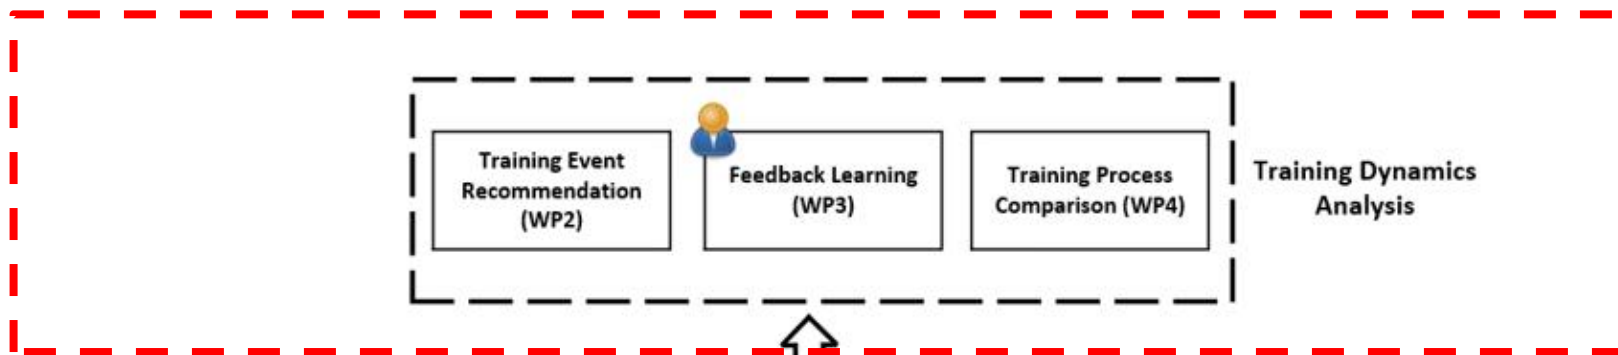 Training Event
Recommendation
(WP2)
Feedback Learning
(WP3)
Training Process
Comparison (WP4)
Training Dynamics
Analysis